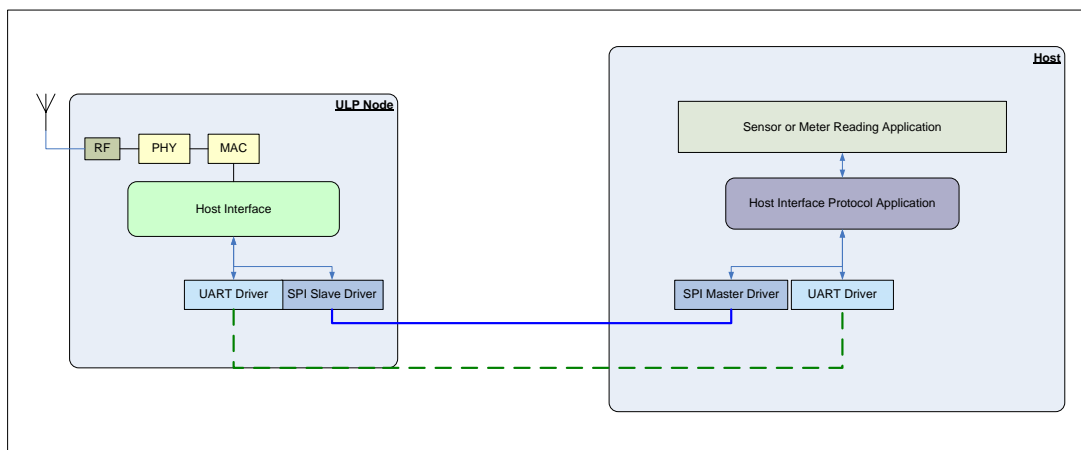 Host
ULP Node
Sensor or Meter Reading Application
RF
PHY
MAC
Host Interface
Host Interface Protocol Application
UART Driver
SPI Slave Driver
SPI Master Driver
UART Driver